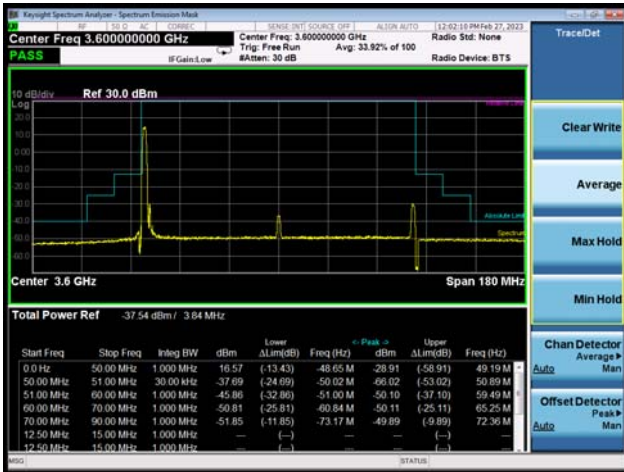 Keysight Spectrum Analyzer - Spectrum Emission Mask
RF 50 Ω AC CORREC SENSE:INT SOURCE OFF ALIGN AUTO 12:02:10 PM Feb 27, 2023
Center Freq 3.600000000 GHz Center Freq: 3.600000000 GHz Radio Std: None
Trig: Free Run Avg: 33.92% of 100
PASS IFGain:Low #Atten: 30 dB Radio Device: BTS
Trace/Det
10 dB/div Ref 30.0 dBm
Log
20.0
10.0
0.00
10.0
20.0
30.0
40.0
50.0
60.0
Absolute Limit
Spectrum
Center 3.6 GHz Span 180 MHz
Total Power Ref -37.54 dBm / 3.84 MHz
Lower <- Peak -> Upper
Start Freq Stop Freq Integ BW dBm ΔLim(dB) Freq (Hz) dBm ΔLim(dB) Freq (Hz)
0.0 Hz 50.00 MHz 1.000 MHz 16.57 (-13.43) -48.65 M -28.91 (-58.91) 49.19 M
50.00 MHz 51.00 MHz 30.00 kHz -37.69 (-24.69) -50.02 M -66.02 (-53.02) 50.89 M
51.00 MHz 60.00 MHz 1.000 MHz -45.86 (-32.86) -51.00 M -50.10 (-37.10) 59.49 M
60.00 MHz 70.00 MHz 1.000 MHz -50.81 (-25.81) -60.84 M -50.11 (-25.11) 65.25 M
70.00 MHz 90.00 MHz 1.000 MHz -51.85 (-11.85) -73.17 M -49.89 (-9.89) 72.36 M
12.50 MHz 15.00 MHz 1.000 MHz --- (---) --- --- (---) ---
12.50 MHz 15.00 MHz 1.000 MHz --- (---) --- --- (---) ---
MSG STATUS
Clear Write
Average
Max Hold
Min Hold
Chan Detector
Average
Auto Man
Offset Detector
Peak
Auto Man